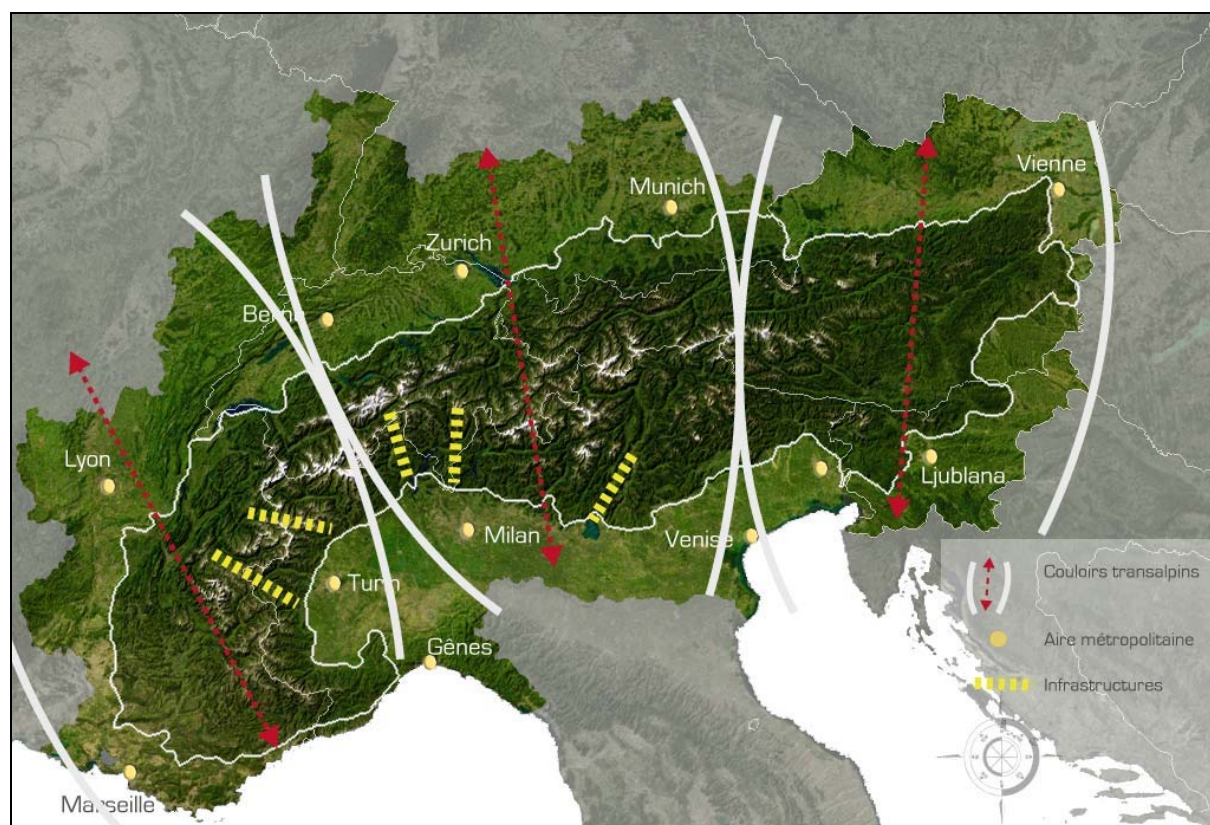 Vienne
Munich
Zurich
Berne
Lyon
Milan
Venise
Ljublana
Turin
Gênes
Marseille
Couloirs transalpins
Aire métropolitaine
Infrastructures